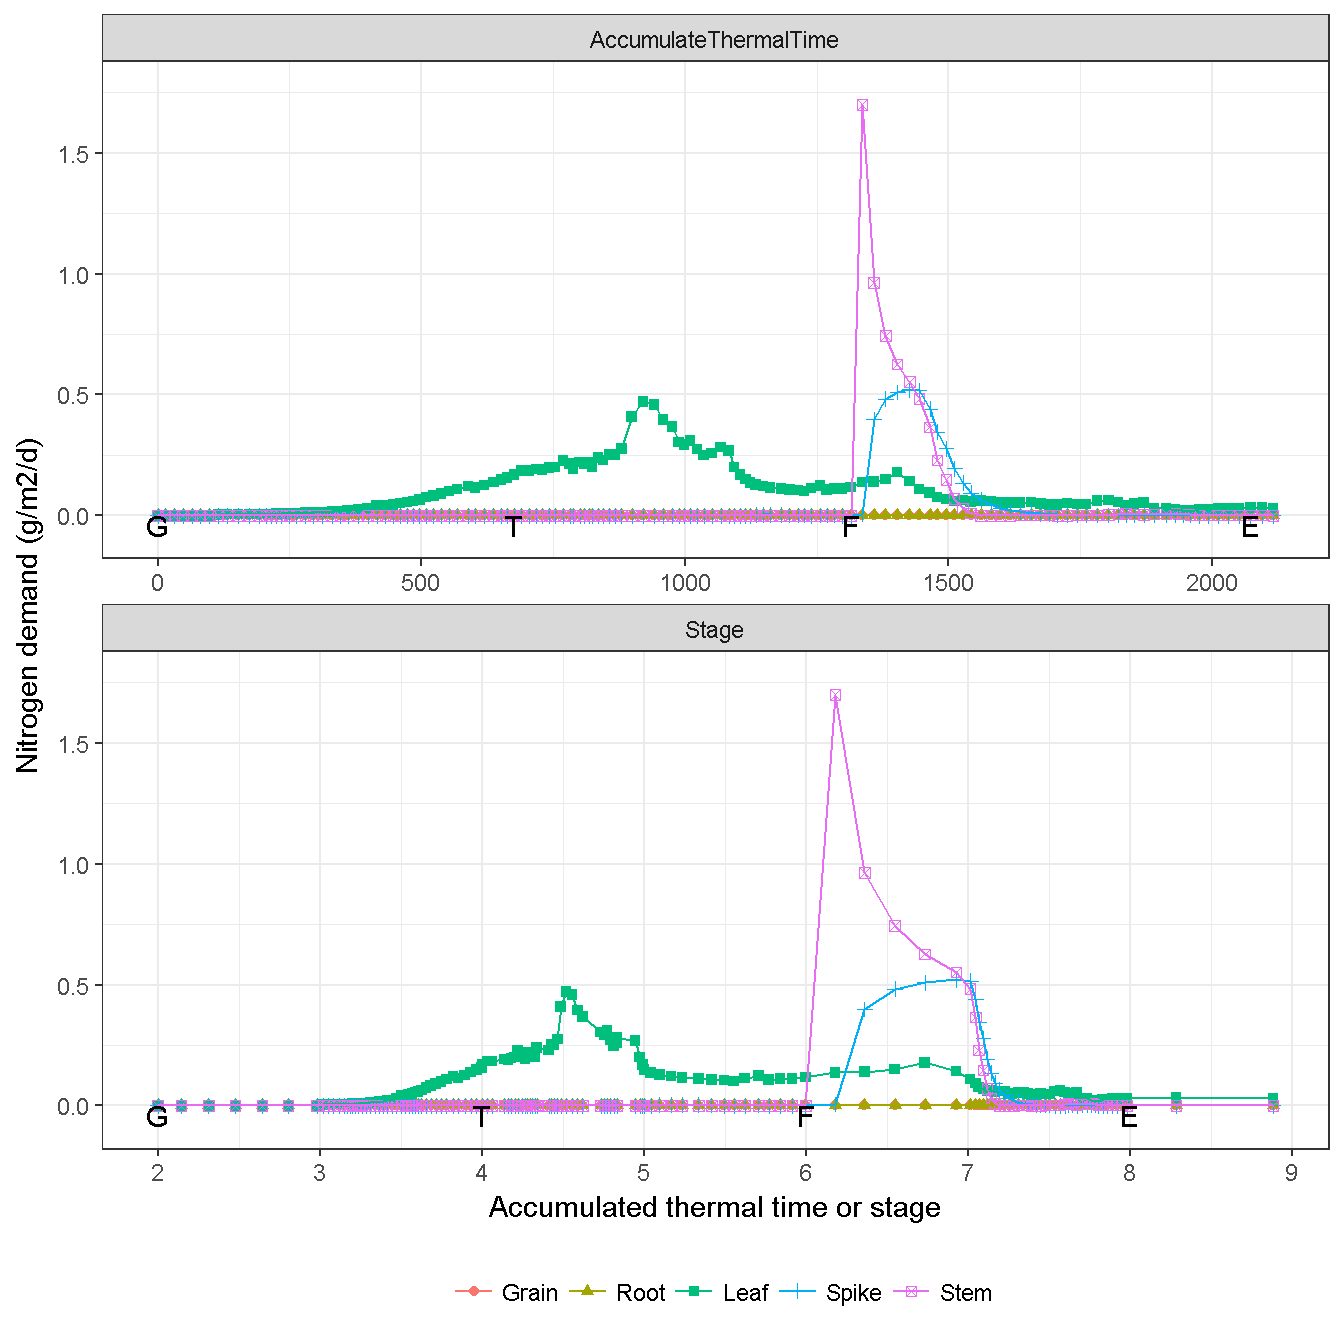 AccumulateThermalTime
1.5
1.0
0.5
0.0
G T F E
0 500 1000 1500 2000
Nitrogen demand (g/m2/d)
Stage
1.5
1.0
0.5
0.0
G T F E
2 3 4 5 6 7 8 9
Accumulated thermal time or stage
Grain Root Leaf Spike Stem